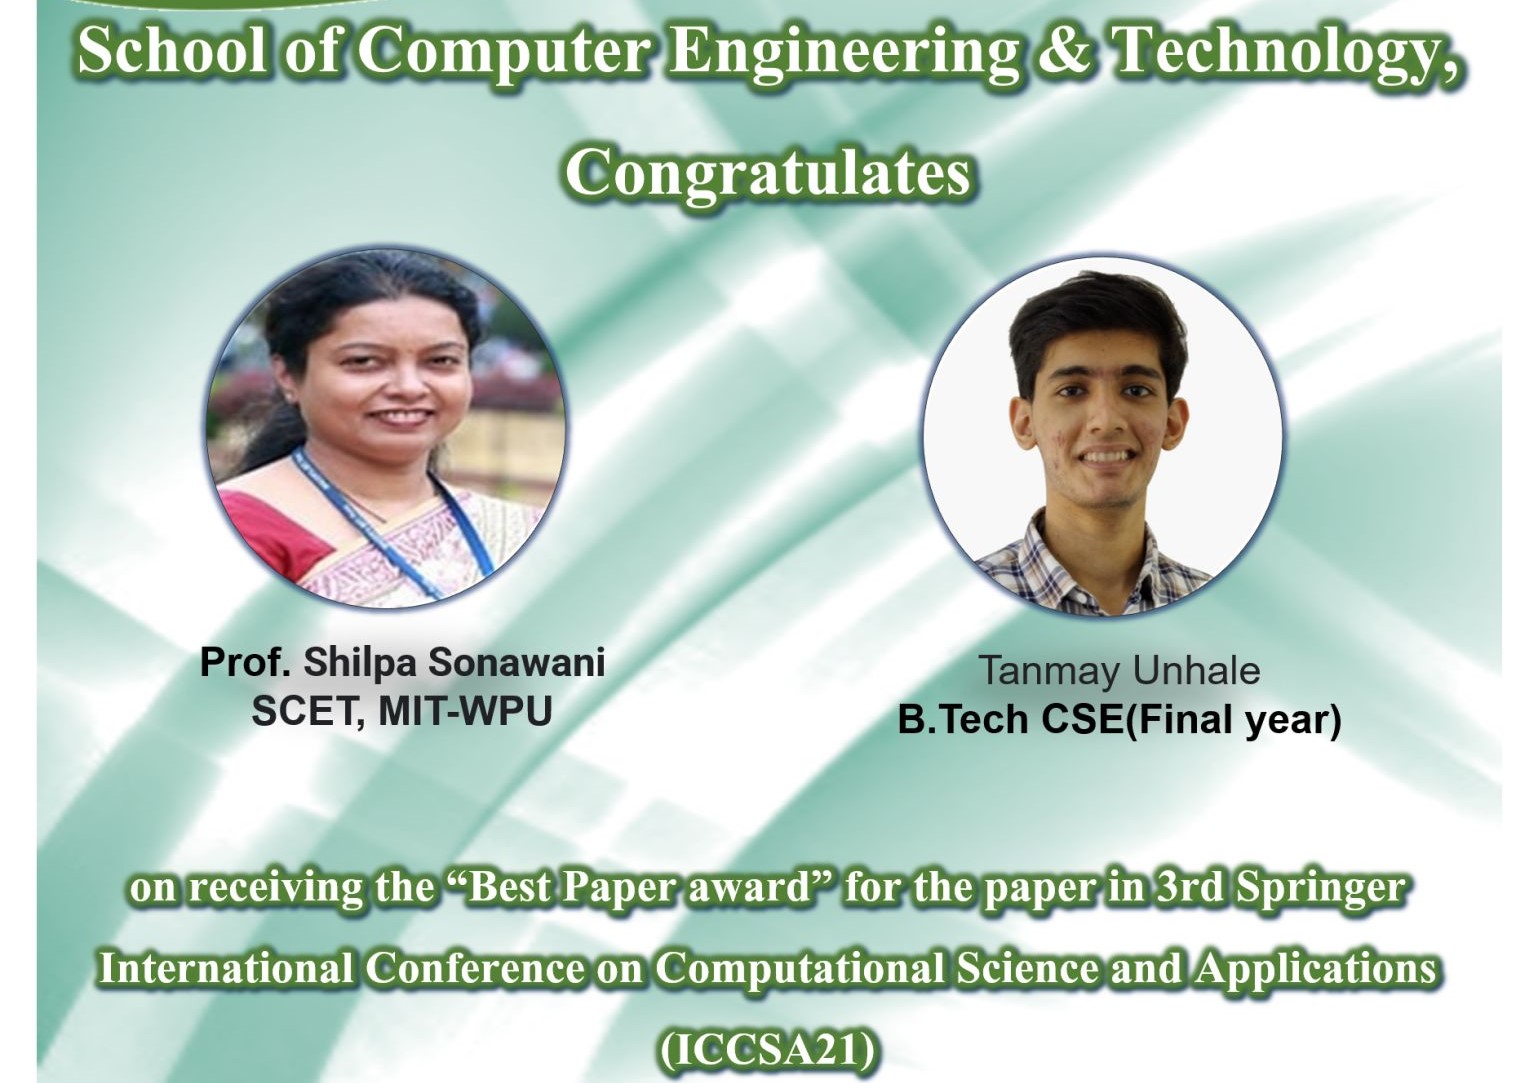 School of Computer Engineering & Technology,
Congratulates
Prof. Shilpa Sonawani
SCET, MIT-WPU
Tanmay Unhale
B.Tech CSE(Final year)
on receiving the “Best Paper award” for the paper in 3rd Springer
International Conference on Computational Science and Applications
(ICCSA21)